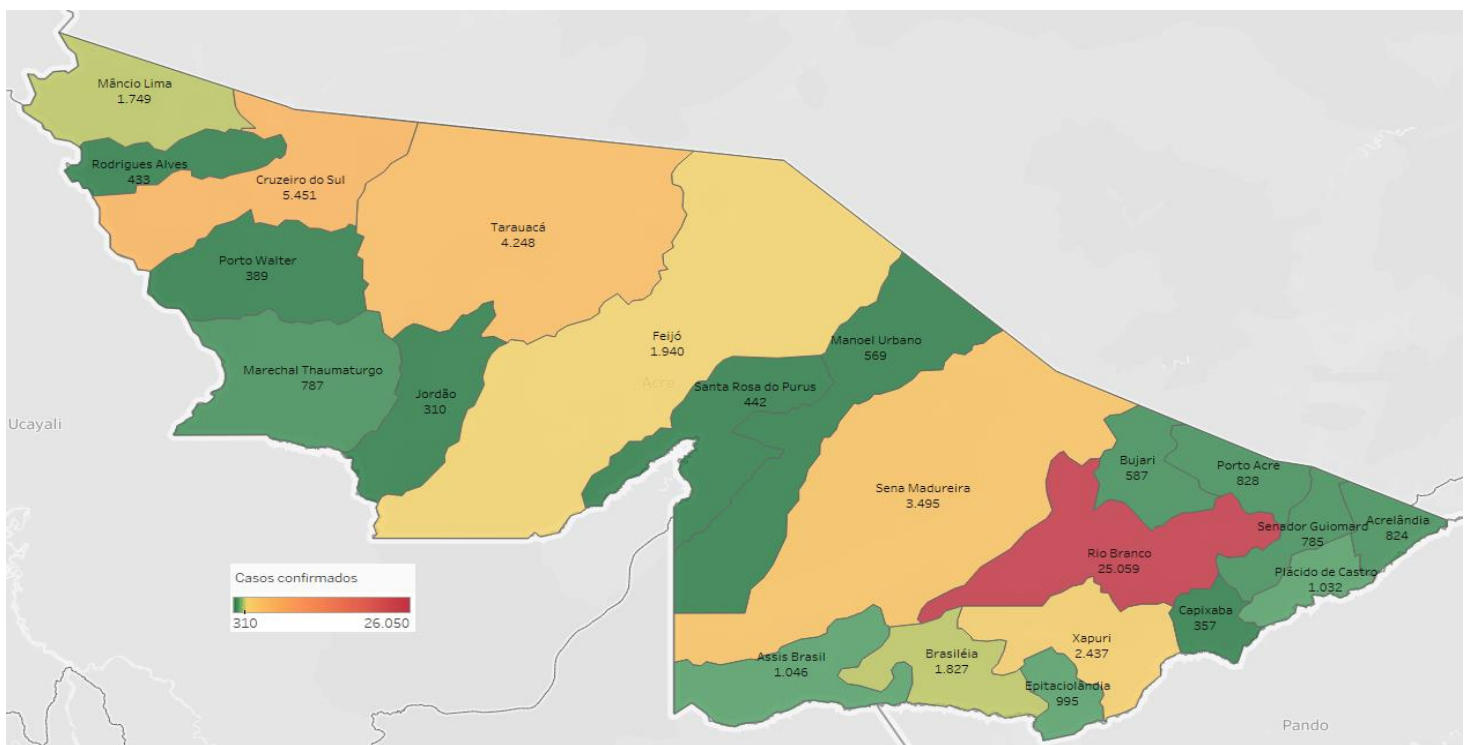 Mâncio Lima
1.749
Rodrigues Alves
433
Cruzeiro do Sul
5.451
Tarauacá
4.248
Porto Walter
389
Feijó
1.940
Manoel Urbano
569
Marechal Thaumaturgo
787
Jordão
310
Acre
Santa Rosa do Purus
442
Ucayali
Sena Madureira
3.495
Bujari
587
Porto Acre
828
Senador Guiomard
785
Acrelândia
824
Rio Branco
25.059
Plácido de Castro
1.032
Casos confirmados
310
26.050
Capixaba
357
Xapuri
2.437
Assis Brasil
1.046
Brasiléia
1.827
Epitaciolândia
995
Pando